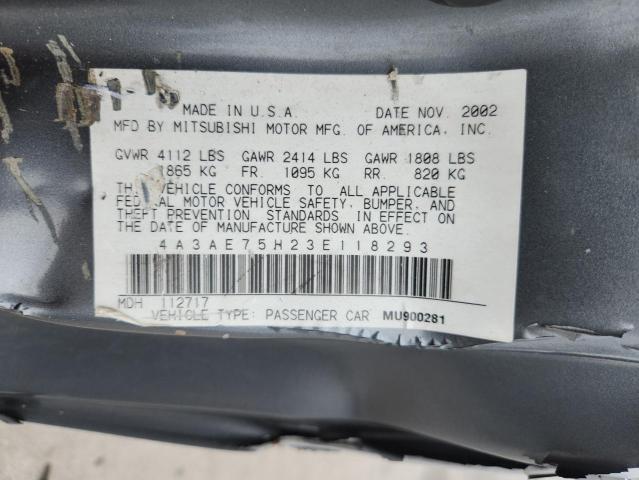 MADE IN U.S.A. DATE NOV. 2002
MFD BY MITSUBISHI MOTOR MFG. OF AMERICA, INC.
GVWR 4112 LBS GAWR 2414 LBS GAWR 1808 LBS
1865 KG FR. 1095 KG RR. 820 KG
VEHICLE CONFORMS TO ALL APPLICABLE
MOTOR VEHICLE SAFETY, BUMPER, AND
THEFT PREVENTION STANDARDS IN EFFECT ON
THE DATE OF MANUFACTURE SHOWN ABOVE.
4A3AE75H23E118293
MDH 112717
VEHICLE TYPE: PASSENGER CAR MU900281